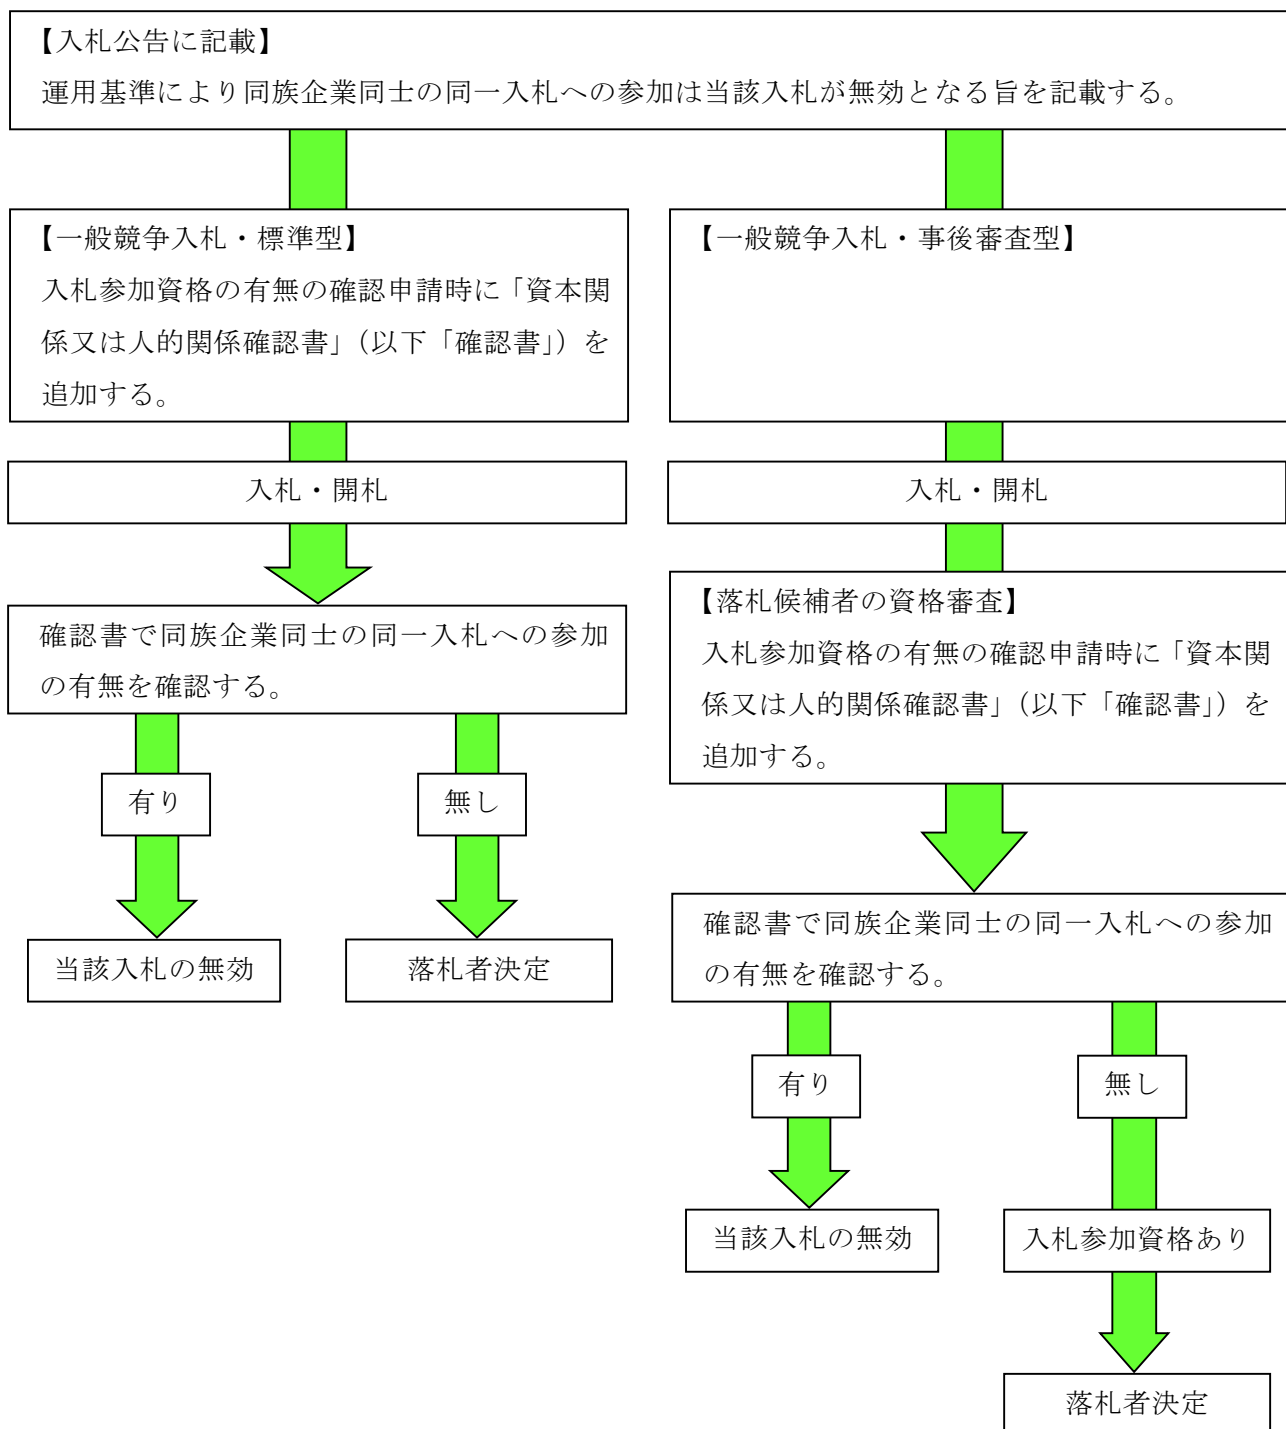 【入札公告に記載】
運用基準により同族企業同士の同一入札への参加は当該入札が無効となる旨を記載する。
【一般競争入札・標準型】
入札参加資格の有無の確認申請時に「資本関
係又は人的関係確認書」（以下「確認書」）を
追加する。
入札・開札
確認書で同族企業同士の同一入札への参加
の有無を確認する。
有り
無し
当該入札の無効
落札者決定
【一般競争入札・事後審査型】
入札・開札
【落札候補者の資格審査】
入札参加資格の有無の確認申請時に「資本関
係又は人的関係確認書」（以下「確認書」）を
追加する。
確認書で同族企業同士の同一入札への参加
の有無を確認する。
有り
無し
当該入札の無効
入札参加資格あり
落札者決定